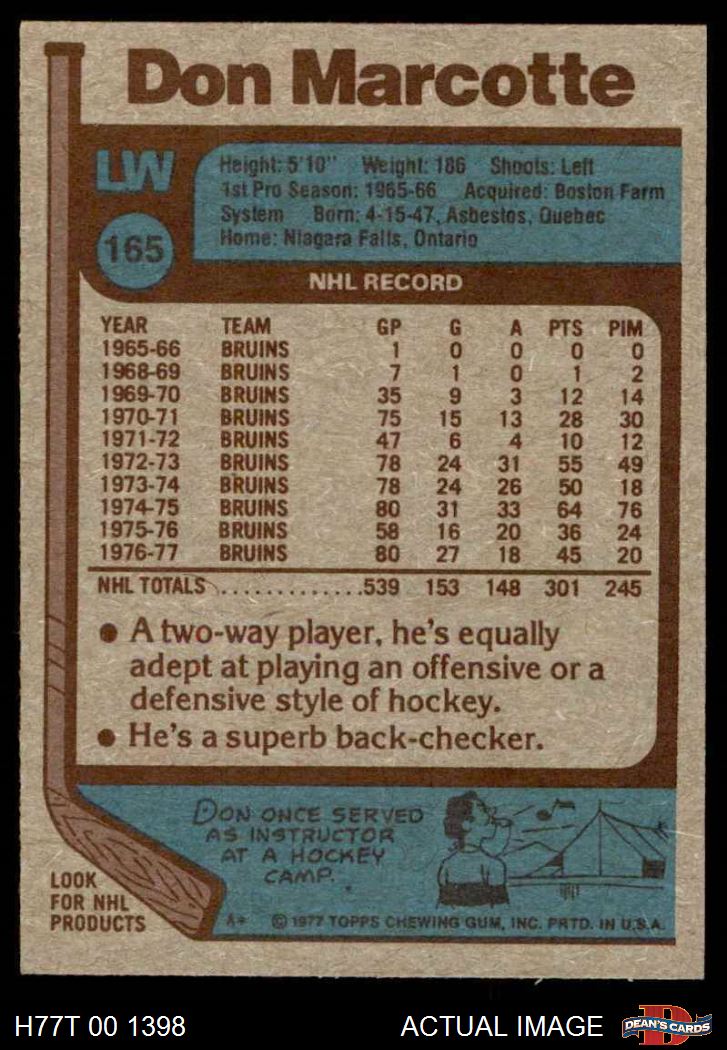 Don Marcotte
LW
165
Height: 5'10" Weight: 186 Shoots: Left
1st Pro Season: 1965-66 Acquired: Boston Farm
System Born: 4-15-47, Asbestos, Quebec
Home: Niagara Falls, Ontario
NHL RECORD
YEAR TEAM GP G A PTS PIM
1965-66 BRUINS 1 0 0 0 0
1968-69 BRUINS 7 1 0 1 2
1969-70 BRUINS 35 9 3 12 14
1970-71 BRUINS 75 15 13 28 30
1971-72 BRUINS 47 6 4 10 12
1972-73 BRUINS 78 24 31 55 49
1973-74 BRUINS 78 24 26 50 18
1974-75 BRUINS 80 31 33 64 76
1975-76 BRUINS 58 16 20 36 24
1976-77 BRUINS 80 27 18 45 20
NHL TOTALS .............539 153 148 301 245
● A two-way player, he's equally
adept at playing an offensive or a
defensive style of hockey.
● He's a superb back-checker.
DON ONCE SERVED
AS INSTRUCTOR
AT A HOCKEY
CAMP.
LOOK
FOR NHL
PRODUCTS
A* © 1977 TOPPS CHEWING GUM, INC. PRTD. IN U.S.A.
H77T 00 1398 ACTUAL IMAGE
D
DEAN'S CARDS